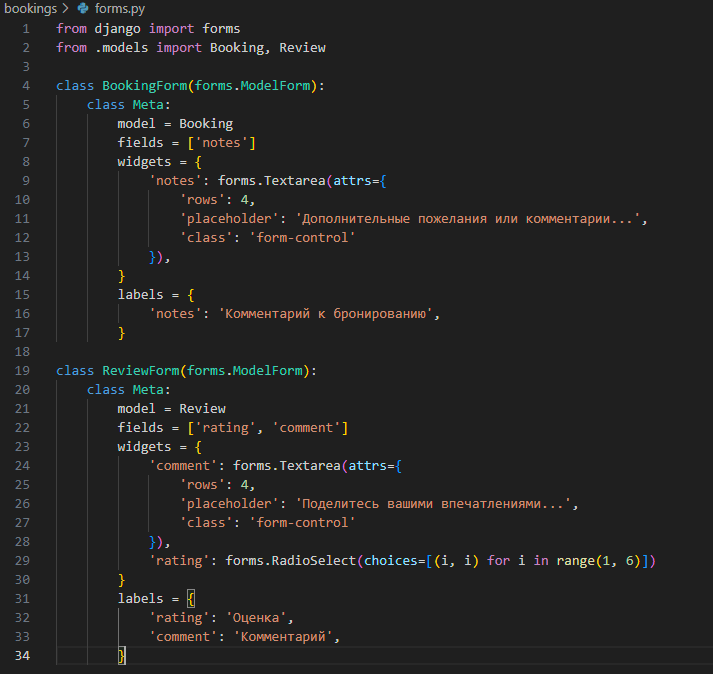 bookings > forms.py
1 from django import forms
2 from .models import Booking, Review
3
4 class BookingForm(forms.ModelForm):
5     class Meta:
6         model = Booking
7         fields = ['notes']
8         widgets = {
9             'notes': forms.Textarea(attrs={
10                 'rows': 4,
11                 'placeholder': 'Дополнительные пожелания или комментарии...',
12                 'class': 'form-control'
13             }),
14         }
15         labels = {
16             'notes': 'Комментарий к бронированию',
17         }
18
19 class ReviewForm(forms.ModelForm):
20     class Meta:
21         model = Review
22         fields = ['rating', 'comment']
23         widgets = {
24             'comment': forms.Textarea(attrs={
25                 'rows': 4,
26                 'placeholder': 'Поделитесь вашими впечатлениями...',
27                 'class': 'form-control'
28             }),
29             'rating': forms.RadioSelect(choices=[(i, i) for i in range(1, 6)])
30         }
31         labels = {
32             'rating': 'Оценка',
33             'comment': 'Комментарий',
34         }